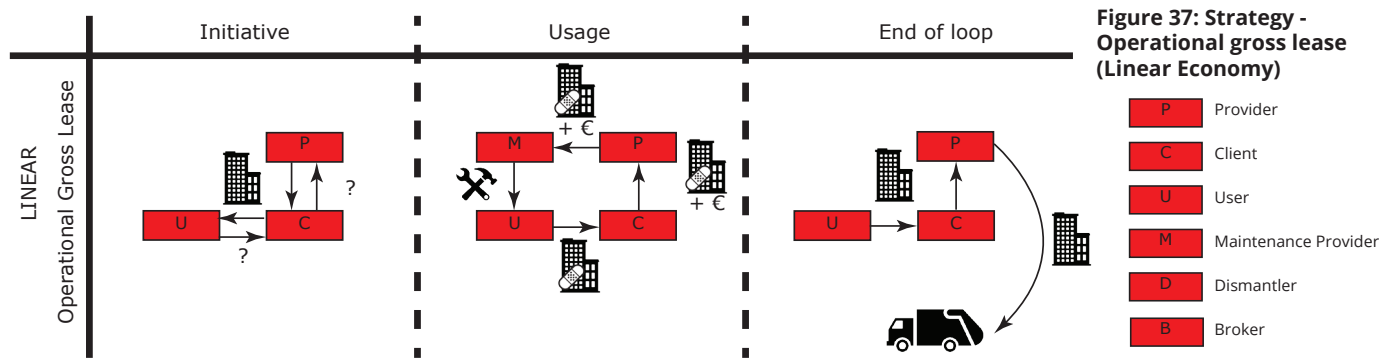 Initiative
Usage
End of loop
Figure 37: Strategy -
Operational gross lease
(Linear Economy)
LINEAR
Operational Gross Lease
P
?
U
C
?
+ €
M
P
+ €
U
C
P
U
C
P Provider
C Client
U User
M Maintenance Provider
D Dismantler
B Broker